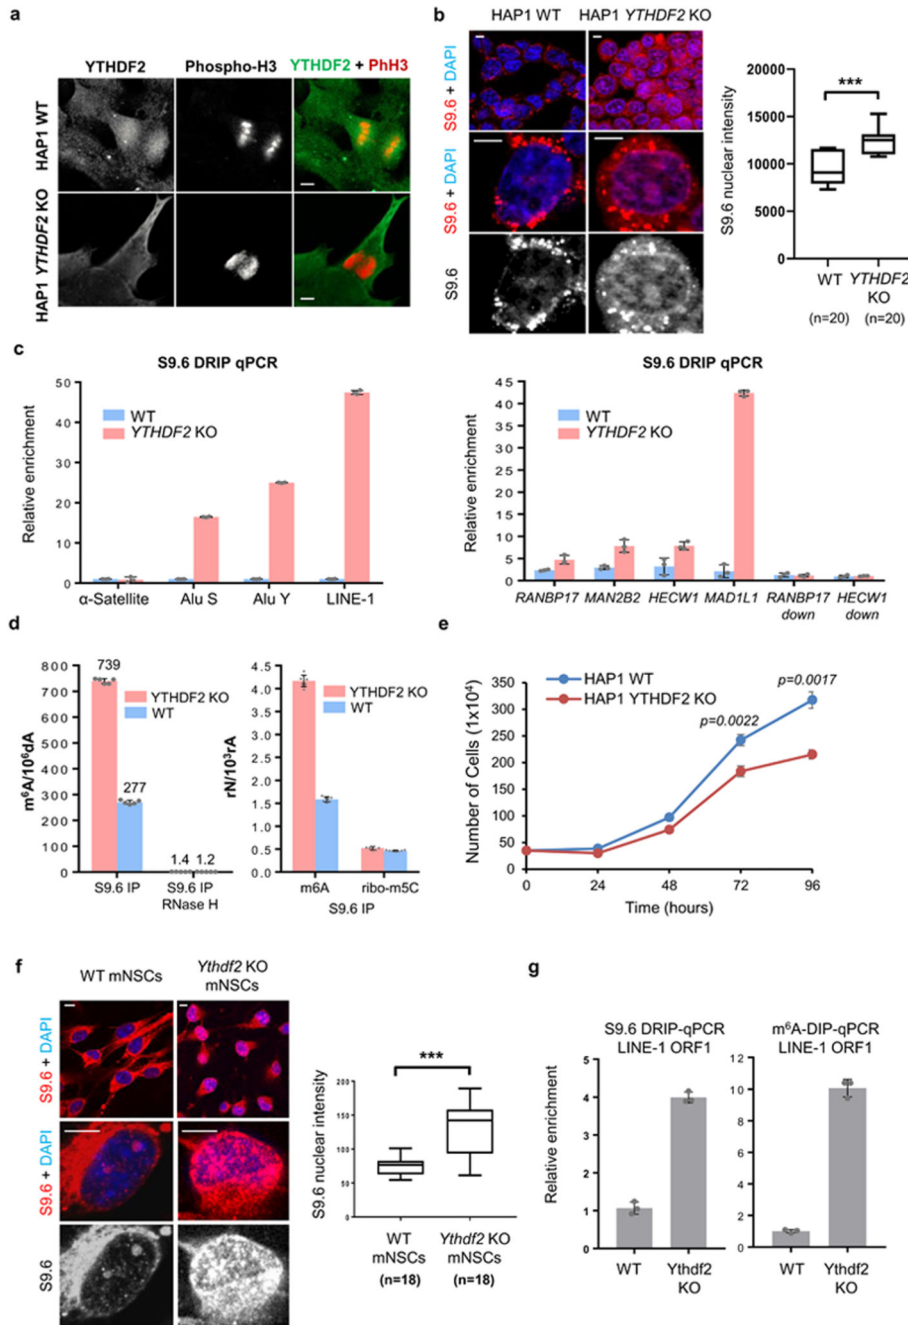 a
YTHDF2 Phospho-H3 YTHDF2 + PhH3
HAP1 WT
HAP1 YTHDF2 KO
b
HAP1 WT HAP1 YTHDF2 KO
S9.6 + DAPI
S9.6 + DAPI
S9.6
S9.6 nuclear intensity
20000
15000
10000
5000
0
***
WT YTHDF2
KO
(n=20) (n=20)
c
S9.6 DRIP qPCR
Relative enrichment
50
40
30
20
10
0
WT
YTHDF2 KO
α-Satellite Alu S Alu Y LINE-1
S9.6 DRIP qPCR
Relative enrichment
45
40
35
30
25
20
15
10
5
0
WT
YTHDF2 KO
RANBP17 MAN2B2 HECW1 MAD1L1 RANBP17 HECW1
down down
d
m⁶A/10⁶dA
800
700
600
500
400
300
200
100
0
739
277
1.4 1.2
YTHDF2 KO
WT
S9.6 IP S9.6 IP
RNase H
rN/10³rA
4.5
4.0
3.5
3.0
2.5
2.0
1.5
1.0
0.5
0.0
YTHDF2 KO
WT
m6A ribo-m5C
S9.6 IP
e
Number of Cells (1x10⁴)
350
300
250
200
150
100
50
0
HAP1 WT
HAP1 YTHDF2 KO
p=0.0017
p=0.0022
0 24 48 72 96
Time (hours)
f
WT mNSCs Ythdf2 KO
mNSCs
S9.6 + DAPI
S9.6 + DAPI
S9.6
S9.6 nuclear intensity
200
150
100
50
0
***
WT Ythdf2 KO
mNSCs mNSCs
(n=18) (n=18)
g
S9.6 DRIP-qPCR
LINE-1 ORF1
Relative enrichment
5
4
3
2
1
0
WT Ythdf2
KO
m⁶A-DIP-qPCR
LINE-1 ORF1
12
10
8
6
4
2
0
WT Ythdf2
KO